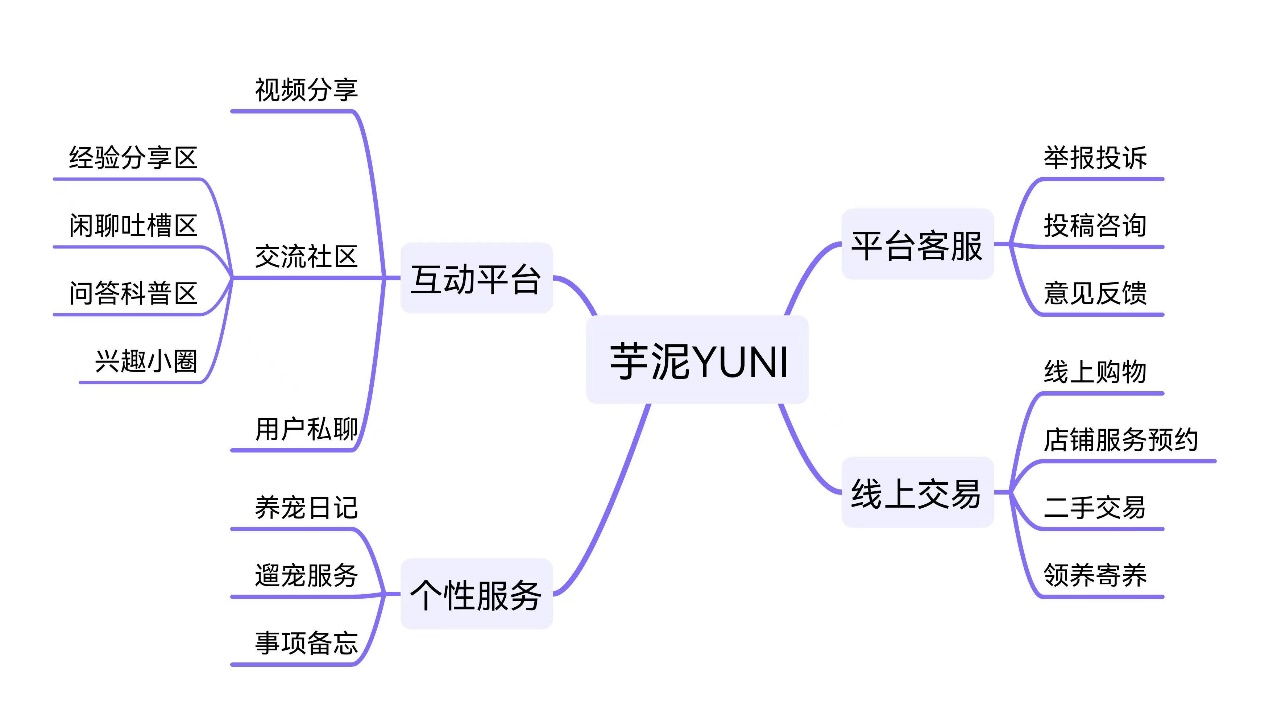 芋泥YUNI
互动平台
视频分享
交流社区
经验分享区
闲聊吐槽区
问答科普区
兴趣小圈
用户私聊
个性服务
养宠日记
遛宠服务
事项备忘
平台客服
举报投诉
投稿咨询
意见反馈
线上交易
线上购物
店铺服务预约
二手交易
领养寄养